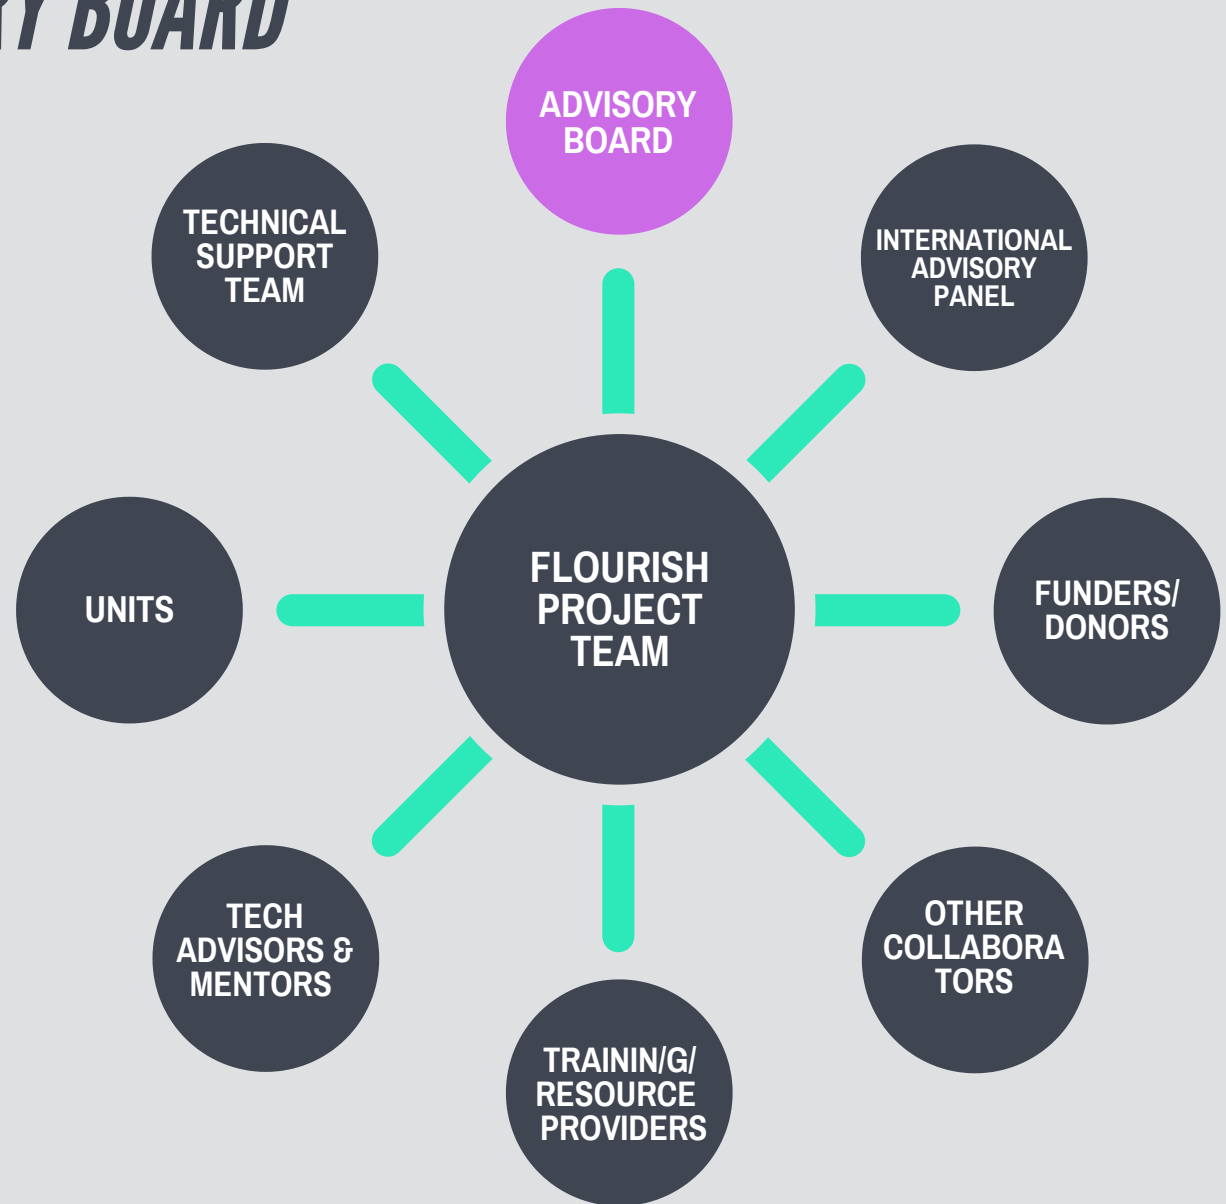 BOARD
ADVISORY
BOARD
TECHNICAL
SUPPORT
TEAM
INTERNATIONAL
ADVISORY
PANEL
UNITS
FLOURISH
PROJECT
TEAM
FUNDERS/
DONORS
TECH
ADVISORS &
MENTORS
OTHER
COLLABORA
TORS
TRAININ/G/
RESOURCE
PROVIDERS